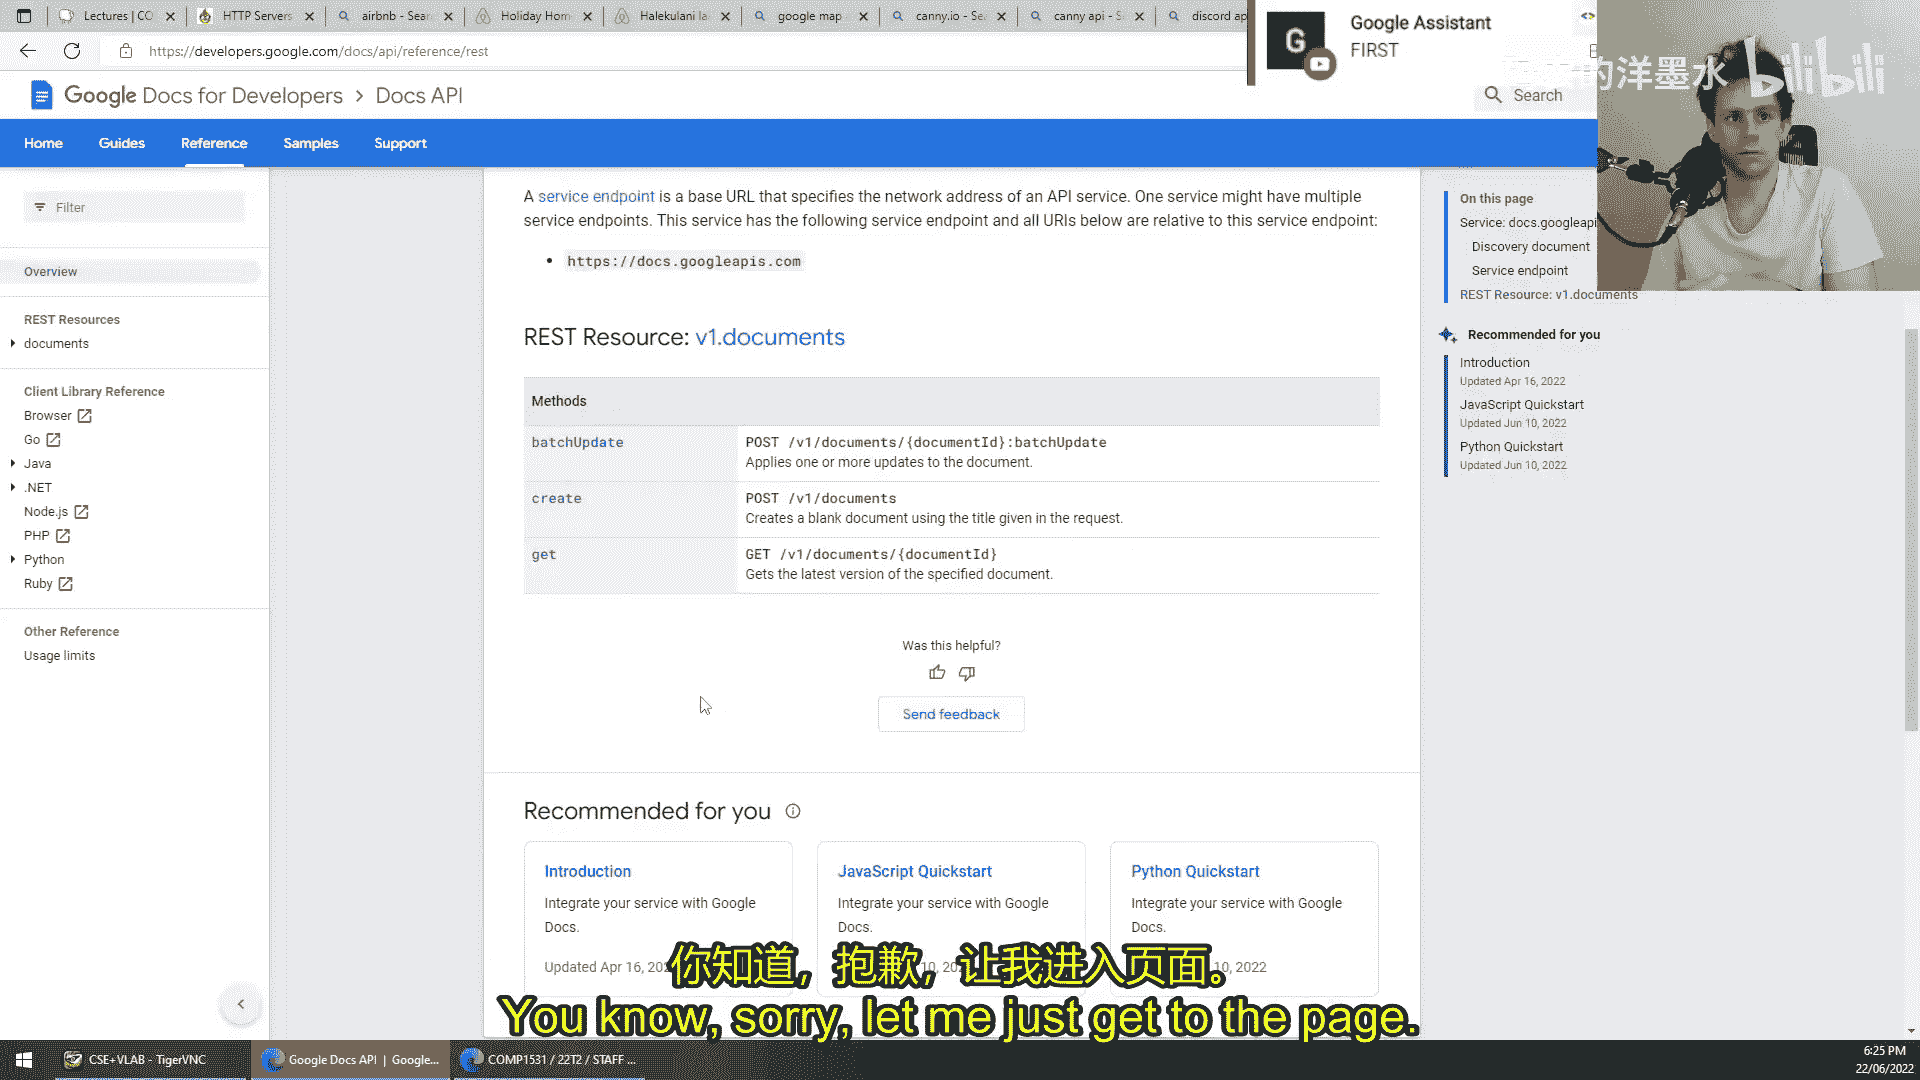 Lectures | CO
HTTP Servers
airbnb - Sear
Holiday Hom
Halekulani la
google map
canny.io - Se
canny api - S
discord ap
Google Assistant
FIRST
G
https://developers.google.com/docs/api/reference/rest
的洋墨水
bilibili
Google Docs for Developers > Docs API
Search
Home
Guides
Reference
Samples
Support
Filter
Overview
REST Resources
documents
Client Library Reference
Browser
Go
Java
.NET
Node.js
PHP
Python
Ruby
Other Reference
Usage limits
A service endpoint is a base URL that specifies the network address of an API service. One service might have multiple
service endpoints. This service has the following service endpoint and all URIs below are relative to this service endpoint:
• https://docs.googleapis.com
REST Resource: v1.documents
Methods
batchUpdate
POST /v1/documents/{documentId}:batchUpdate
Applies one or more updates to the document.
create
POST /v1/documents
Creates a blank document using the title given in the request.
get
GET /v1/documents/{documentId}
Gets the latest version of the specified document.
Was this helpful?
Send feedback
Recommended for you
Introduction
Integrate your service with Google
Docs.
Updated Apr 16, 202
JavaScript Quickstart
Integrate your service with Google
Docs.
10, 20
Python Quickstart
Integrate your service with Google
Docs.
10, 2022
On this page
Service: docs.googleapi
Discovery document
Service endpoint
REST Resource: v1.documents
Recommended for you
Introduction
Updated Apr 16, 2022
JavaScript Quickstart
Updated Jun 10, 2022
Python Quickstart
Updated Jun 10, 2022
你知道，抱歉，让我进入页面。
You know, sorry, let me just get to the page.
CSE+VLAB - TigerVNC
Google Docs API | Google...
COMP1531 / 22T2 / STAFF ...
6:25 PM
22/06/2022